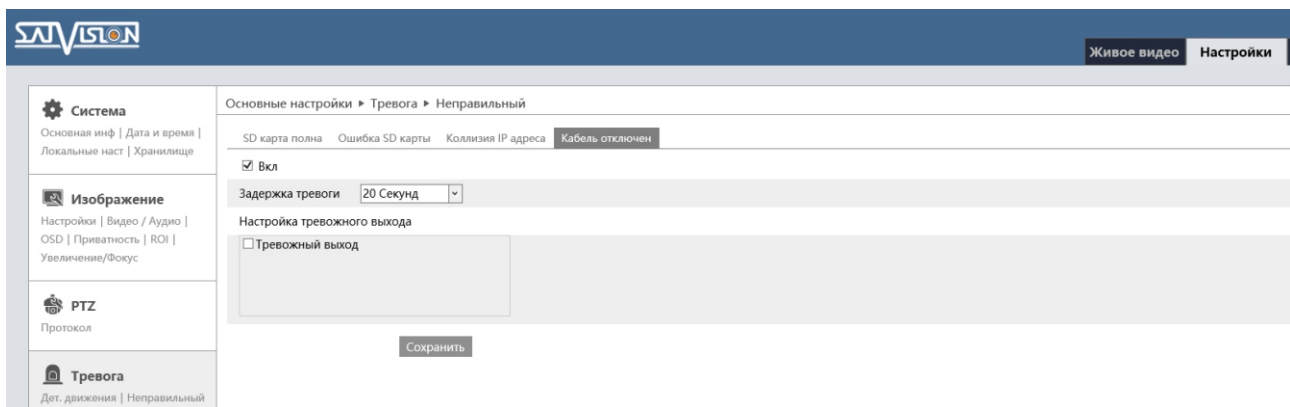 SATVISION
Живое видео Настройки
Система
Основная инф | Дата и время |
Локальные наст | Хранилище
Изображение
Настройки | Видео / Аудио |
OSD | Приватность | ROI |
Увеличение/Фокус
PTZ
Протокол
Тревога
Дет. движения | Неправильный
Основные настройки ▶ Тревога ▶ Неправильный
SD карта полна Ошибка SD карты Коллизия IP адреса Кабель отключен
Вкл
Задержка тревоги 20 Секунд
Настройка тревожного выхода
Тревожный выход
Сохранить